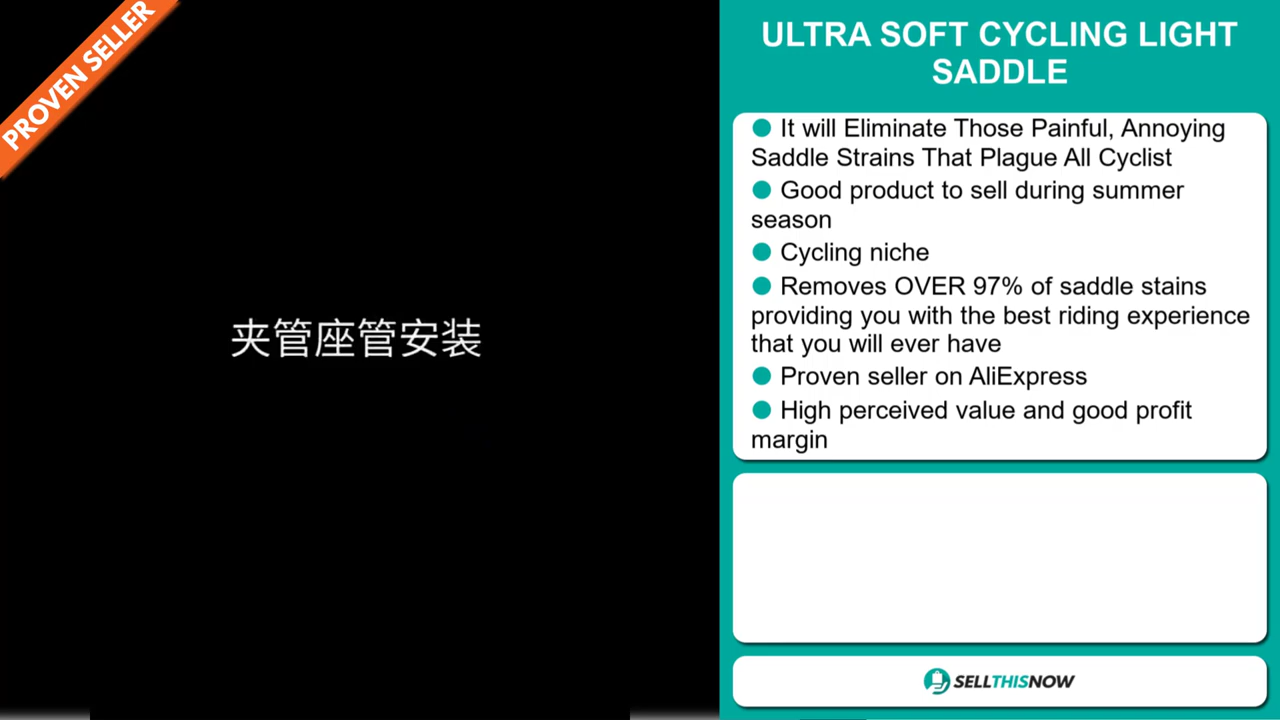 PROVEN SELLER
夹管座管安装
ULTRA SOFT CYCLING LIGHT
SADDLE
● It will Eliminate Those Painful, Annoying
Saddle Strains That Plague All Cyclist
● Good product to sell during summer
season
● Cycling niche
● Removes OVER 97% of saddle stains
providing you with the best riding experience
that you will ever have
● Proven seller on AliExpress
● High perceived value and good profit
margin
SELLTHISNOW